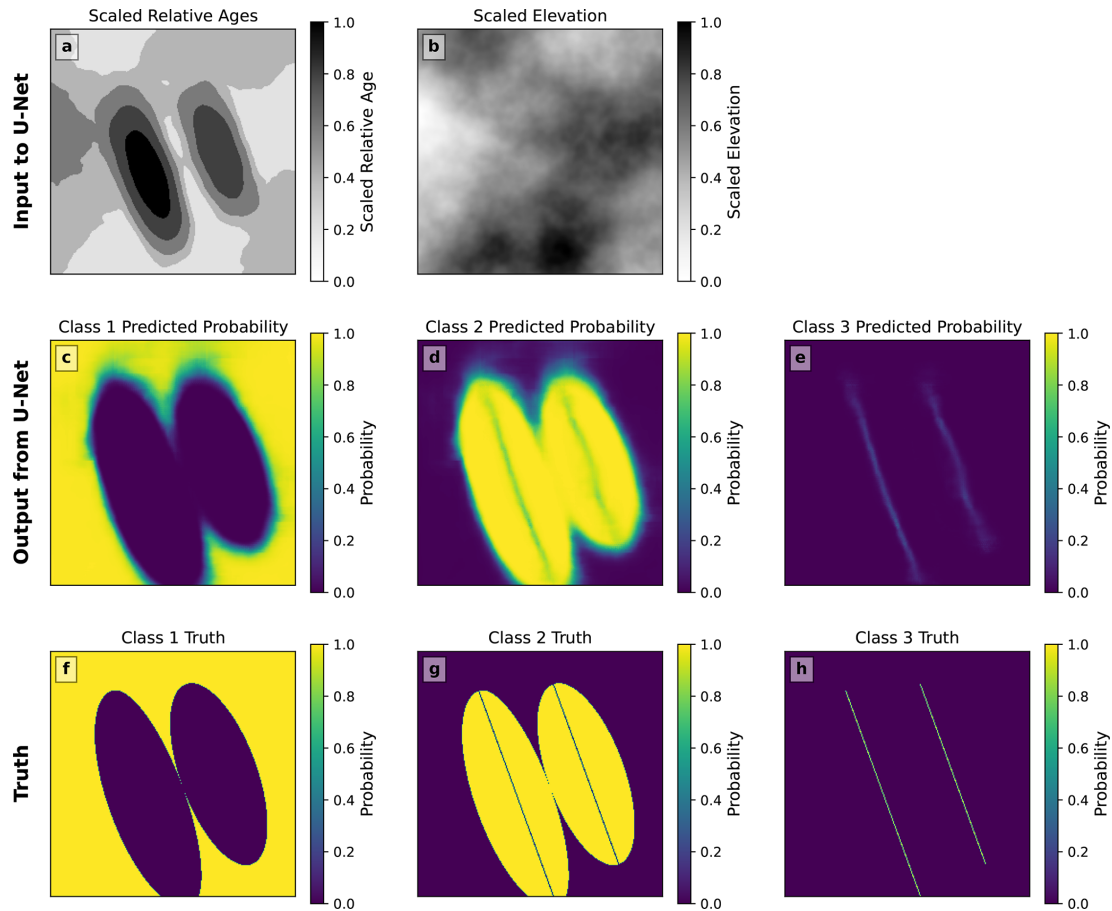 Scaled Relative Ages
Scaled Elevation
Input to U-Net
a
1.0
0.8
0.6
0.4
0.2
0.0
Scaled Relative Age
b
1.0
0.8
0.6
0.4
0.2
0.0
Scaled Elevation
Class 1 Predicted Probability
Class 2 Predicted Probability
Class 3 Predicted Probability
Output from U-Net
c
1.0
0.8
0.6
0.4
0.2
0.0
Probability
d
1.0
0.8
0.6
0.4
0.2
0.0
Probability
e
1.0
0.8
0.6
0.4
0.2
0.0
Probability
Class 1 Truth
Class 2 Truth
Class 3 Truth
Truth
f
1.0
0.8
0.6
0.4
0.2
0.0
Probability
g
1.0
0.8
0.6
0.4
0.2
0.0
Probability
h
1.0
0.8
0.6
0.4
0.2
0.0
Probability